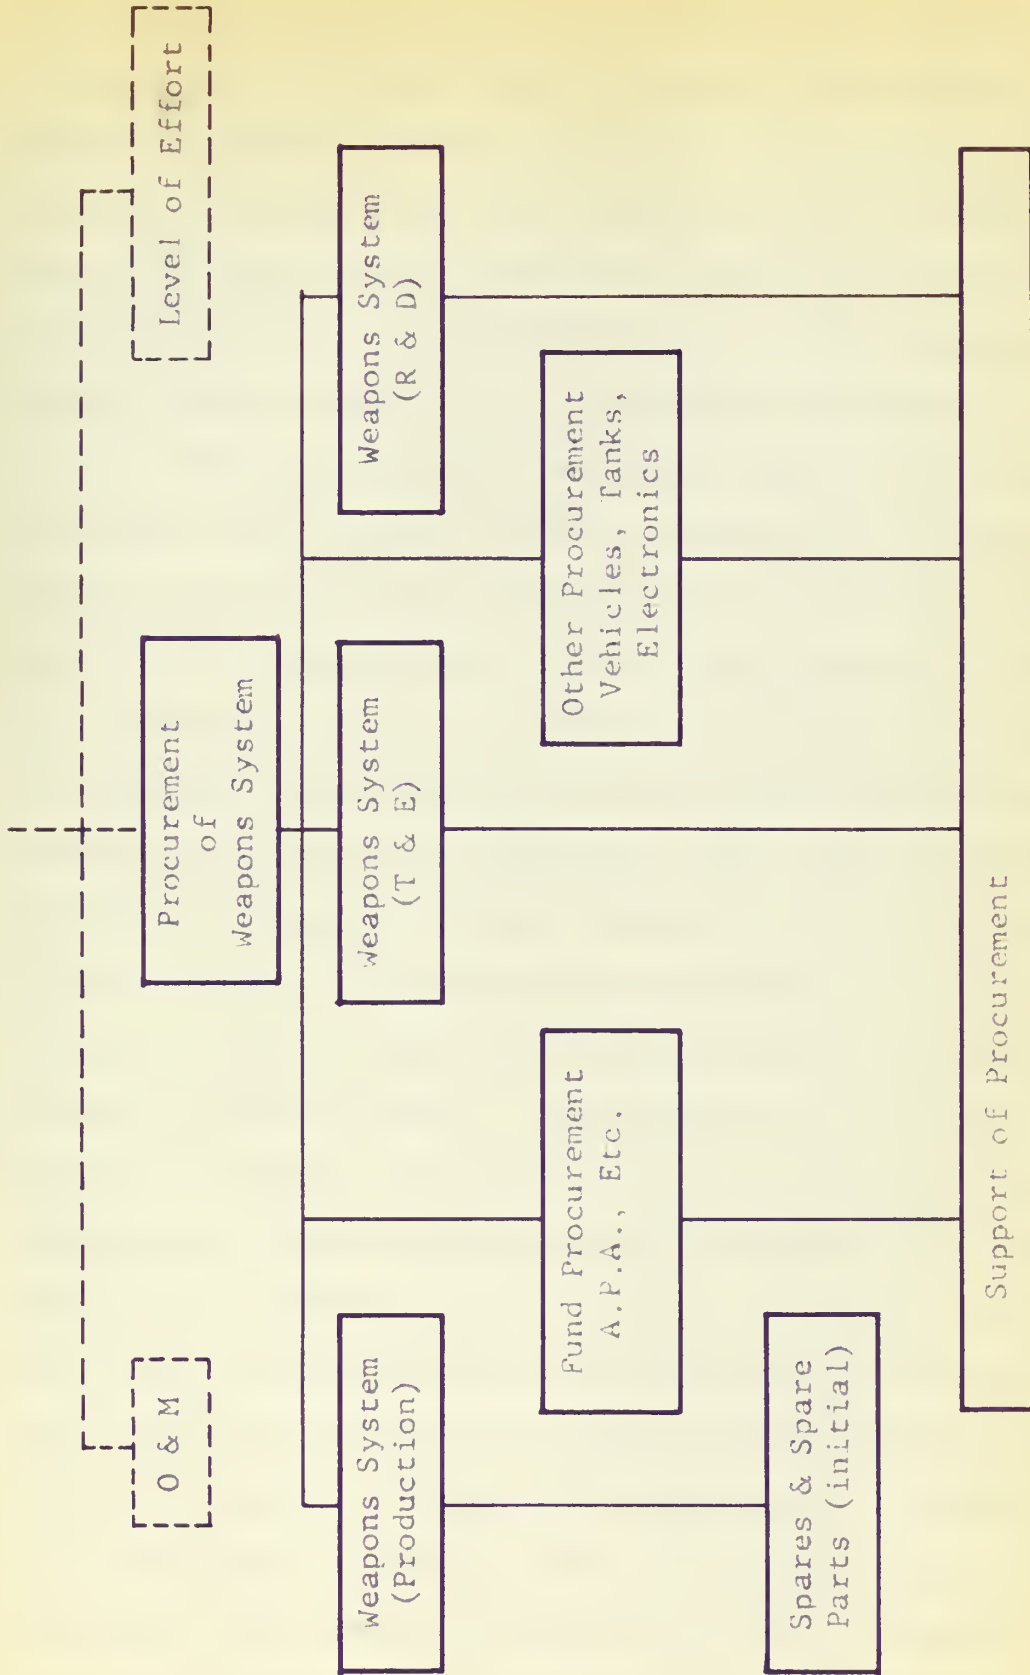 O & M
Level of Effort
Procurement
of
Weapons System
Weapons System
(Production)
Weapons System
(T & E)
Weapons System
(R & D)
Fund Procurement
A.P.A., Etc.
Other Procurement
Vehicles, Tanks,
Electronics
Spares & Spare
Parts (initial)
Support of Procurement